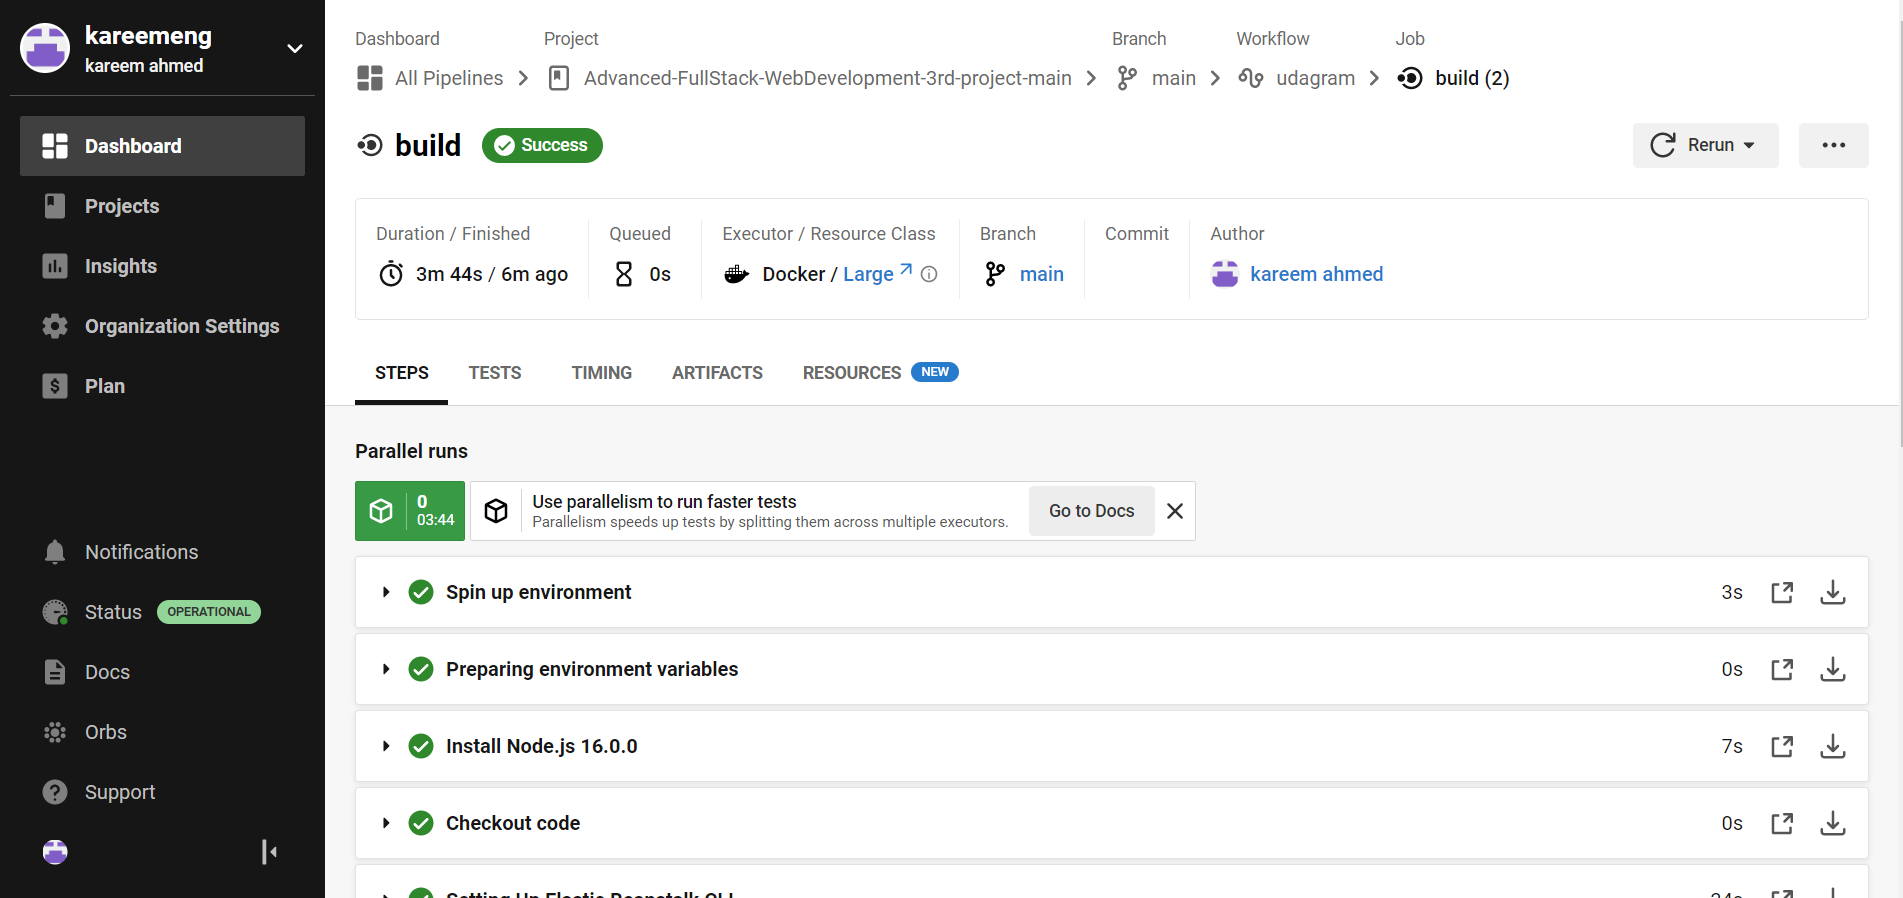 kareemeng
kareem ahmed
Dashboard
Projects
Insights
Organization Settings
Plan
Notifications
Status OPERATIONAL
Docs
Orbs
Support
Dashboard Project Branch Workflow Job
All Pipelines Advanced-FullStack-WebDevelopment-3rd-project-main main udagram build (2)
build Success Rerun
Duration / Finished Queued Executor / Resource Class Branch Commit Author
3m 44s / 6m ago 0s Docker / Large main kareem ahmed
STEPS TESTS TIMING ARTIFACTS RESOURCES NEW
Parallel runs
0
03:44
Use parallelism to run faster tests
Parallelism speeds up tests by splitting them across multiple executors.
Go to Docs
Spin up environment 3s
Preparing environment variables 0s
Install Node.js 16.0.0 7s
Checkout code 0s
Setting Up Elastic Beanstalk CLI